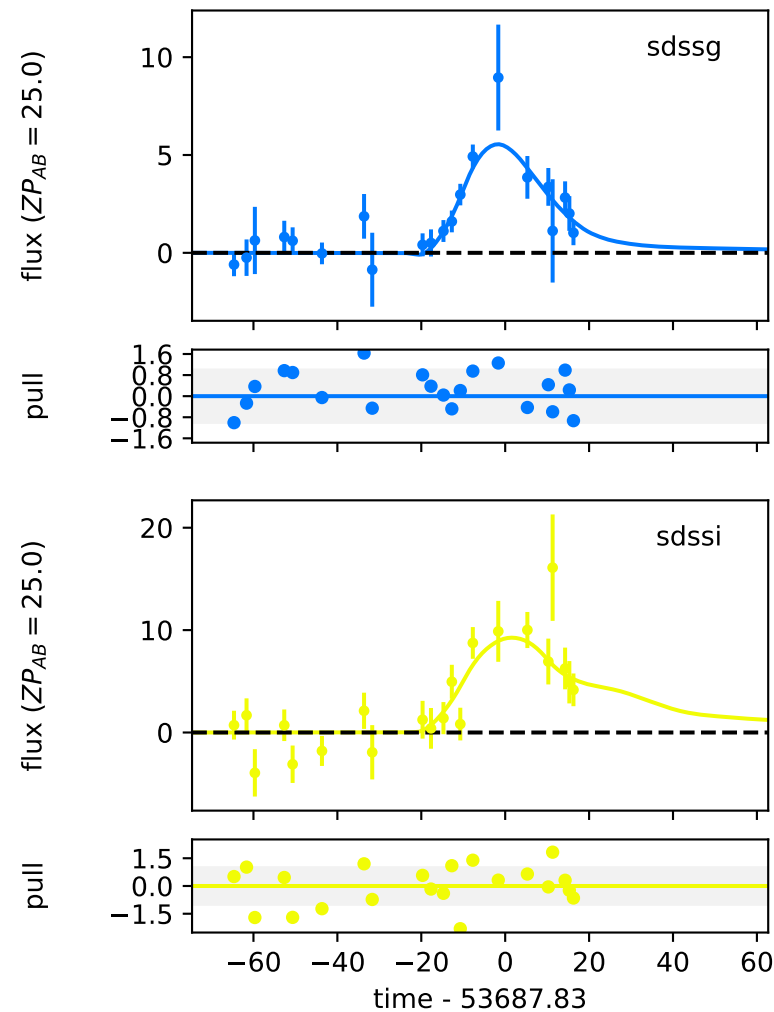 sdssg
flux (ZP_AB = 25.0)
10
5
0
pull
1.6
0.8
0.0
−0.8
−1.6
sdssi
flux (ZP_AB = 25.0)
20
10
0
pull
1.5
0.0
−1.5
−60 −40 −20 0 20 40 60
time - 53687.83